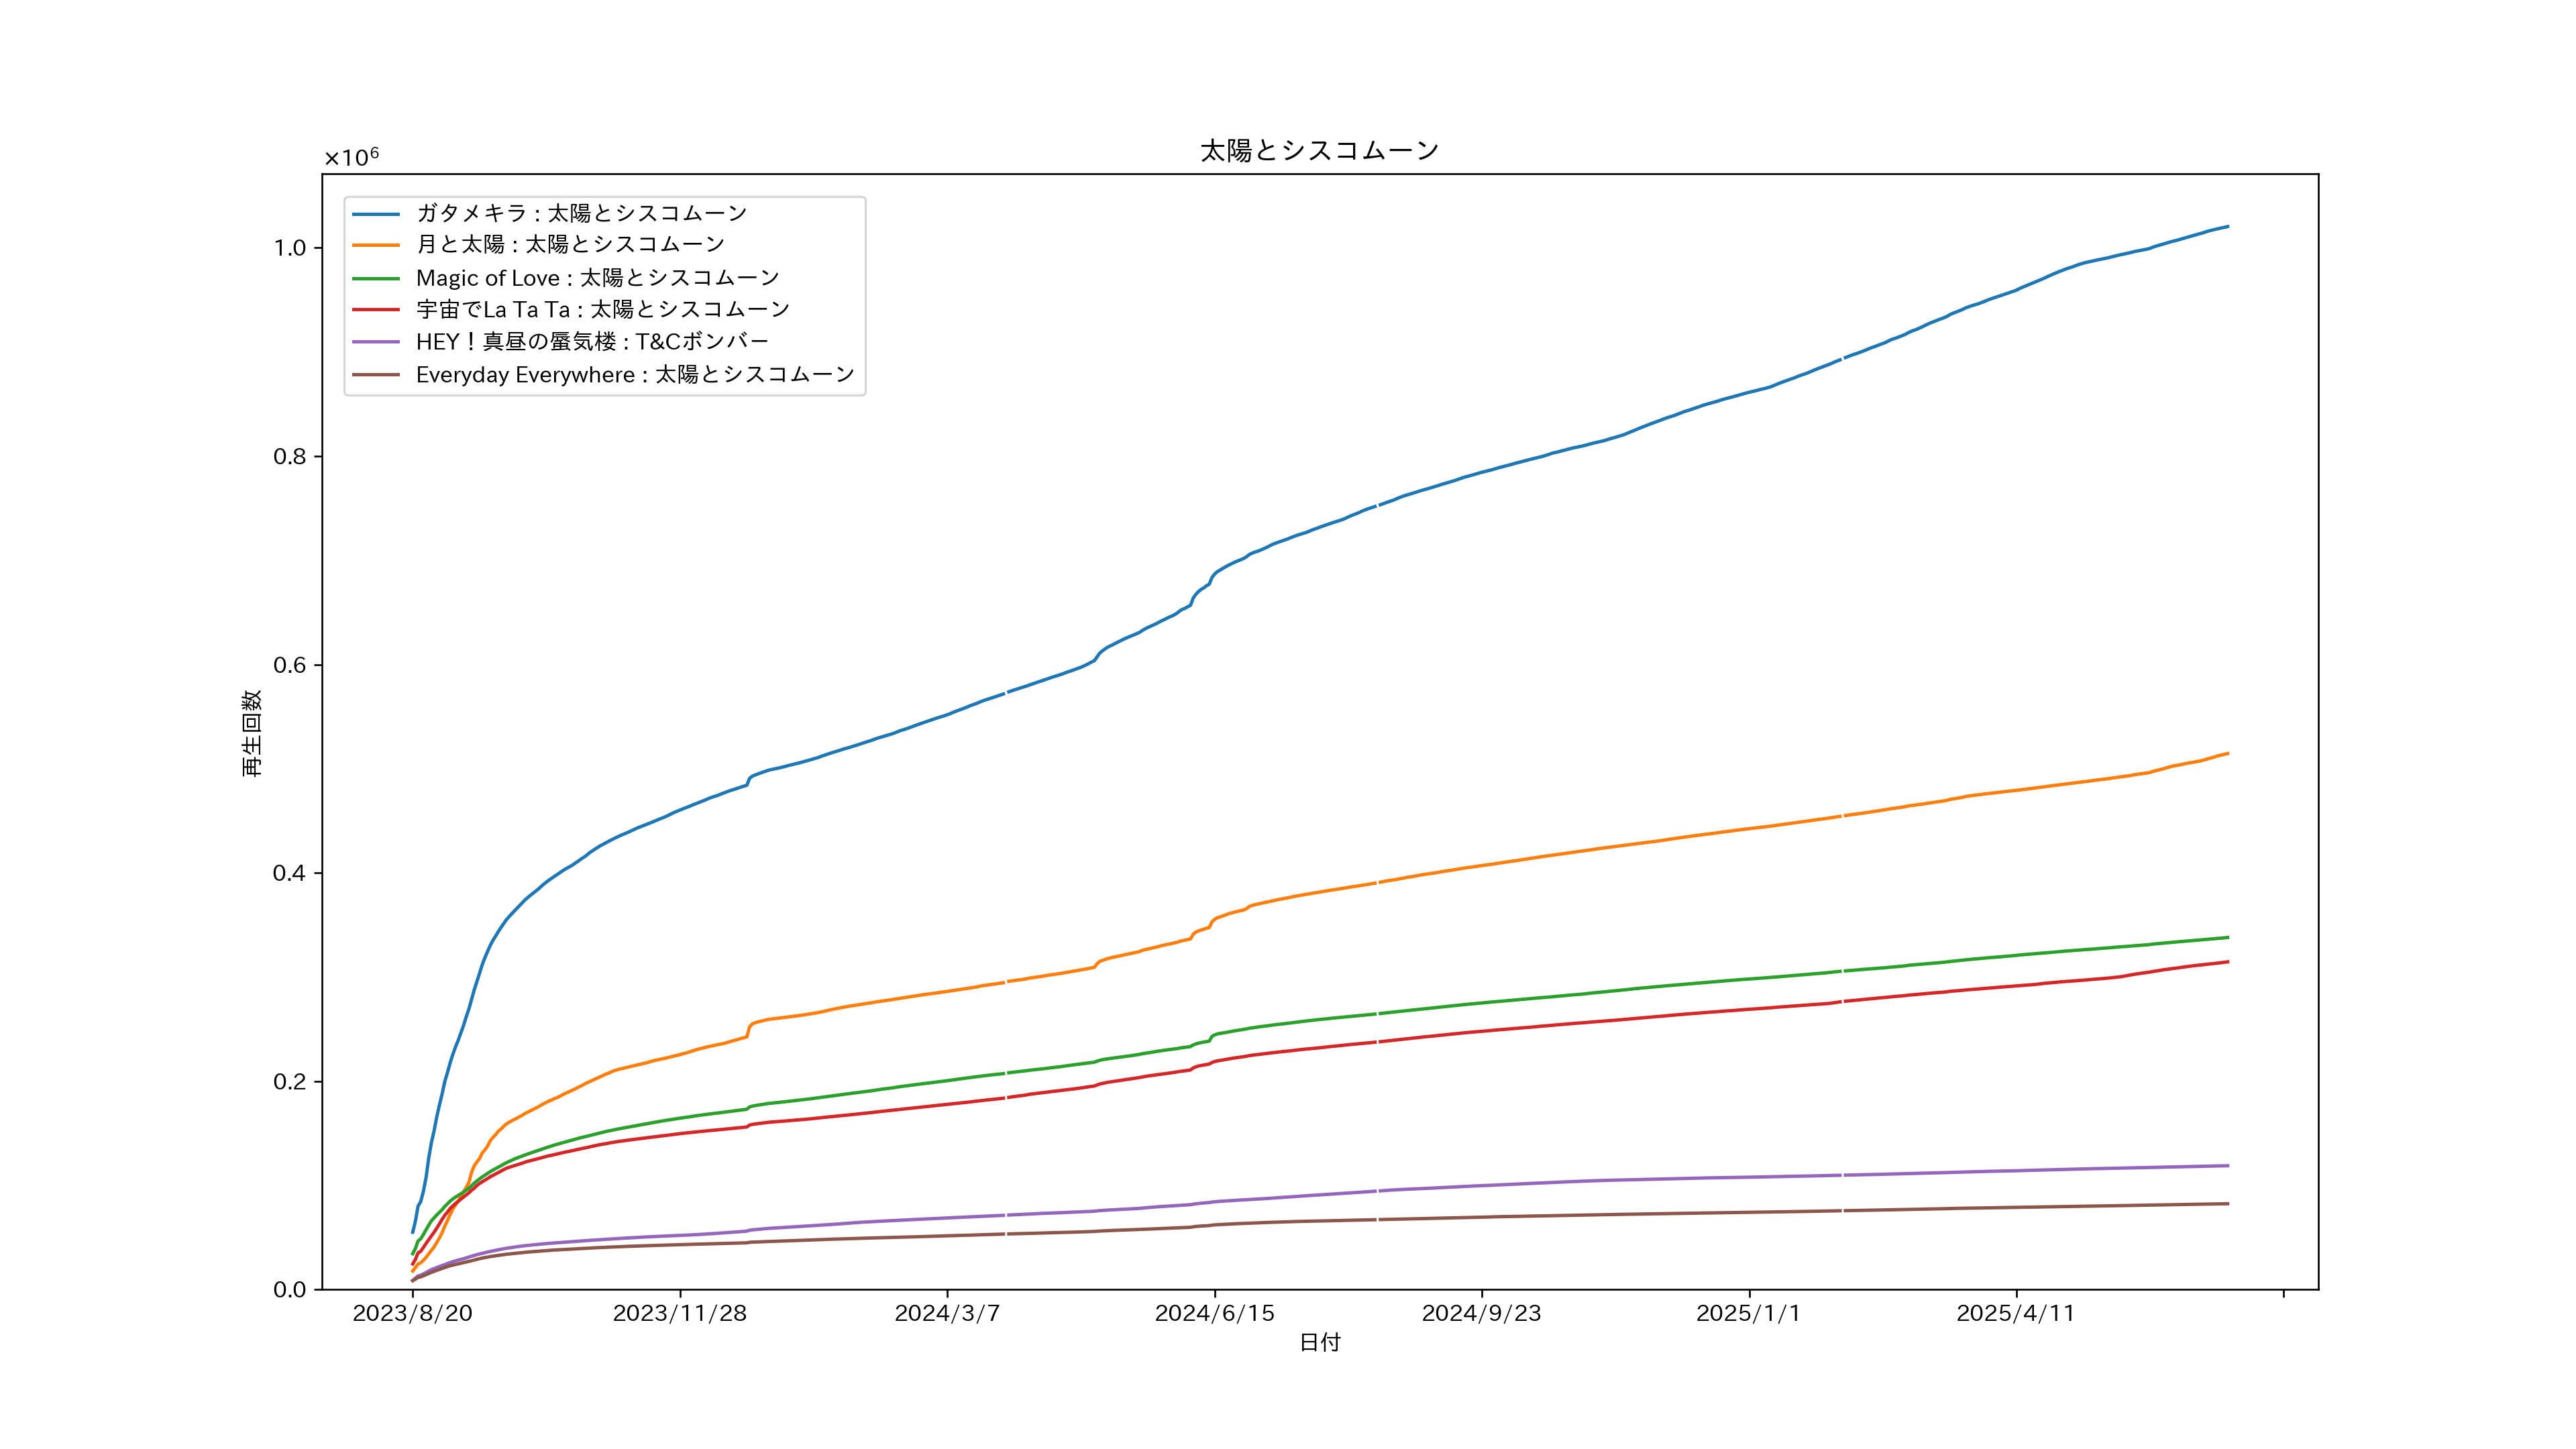 太陽とシスコムーン
×10⁶
ガタメキラ : 太陽とシスコムーン
月と太陽 : 太陽とシスコムーン
Magic of Love : 太陽とシスコムーン
宇宙でLa Ta Ta : 太陽とシスコムーン
HEY！真昼の蜃気楼 : T&Cボンバー
Everyday Everywhere : 太陽とシスコムーン
1.0
0.8
0.6
0.4
0.2
0.0
再生回数
2023/8/20 2023/11/28 2024/3/7 2024/6/15 2024/9/23 2025/1/1 2025/4/11
日付